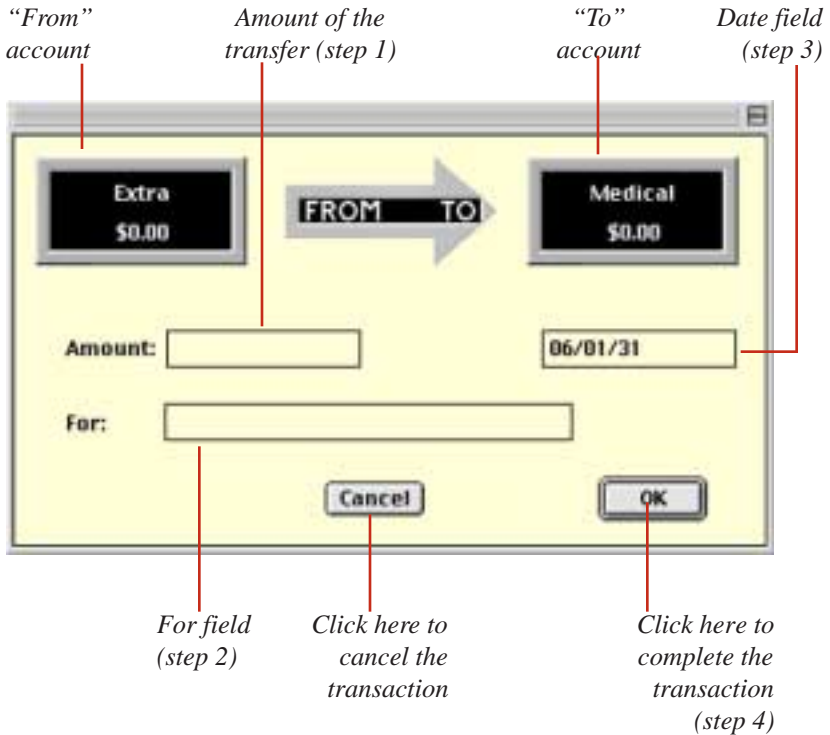 “From”
account
Amount of the
transfer (step 1)
“To”
account
Date field
(step 3)
Extra
$0.00
FROM TO
Medical
$0.00
Amount:
06/01/31
For:
Cancel
OK
For field
(step 2)
Click here to
cancel the
transaction
Click here to
complete the
transaction
(step 4)